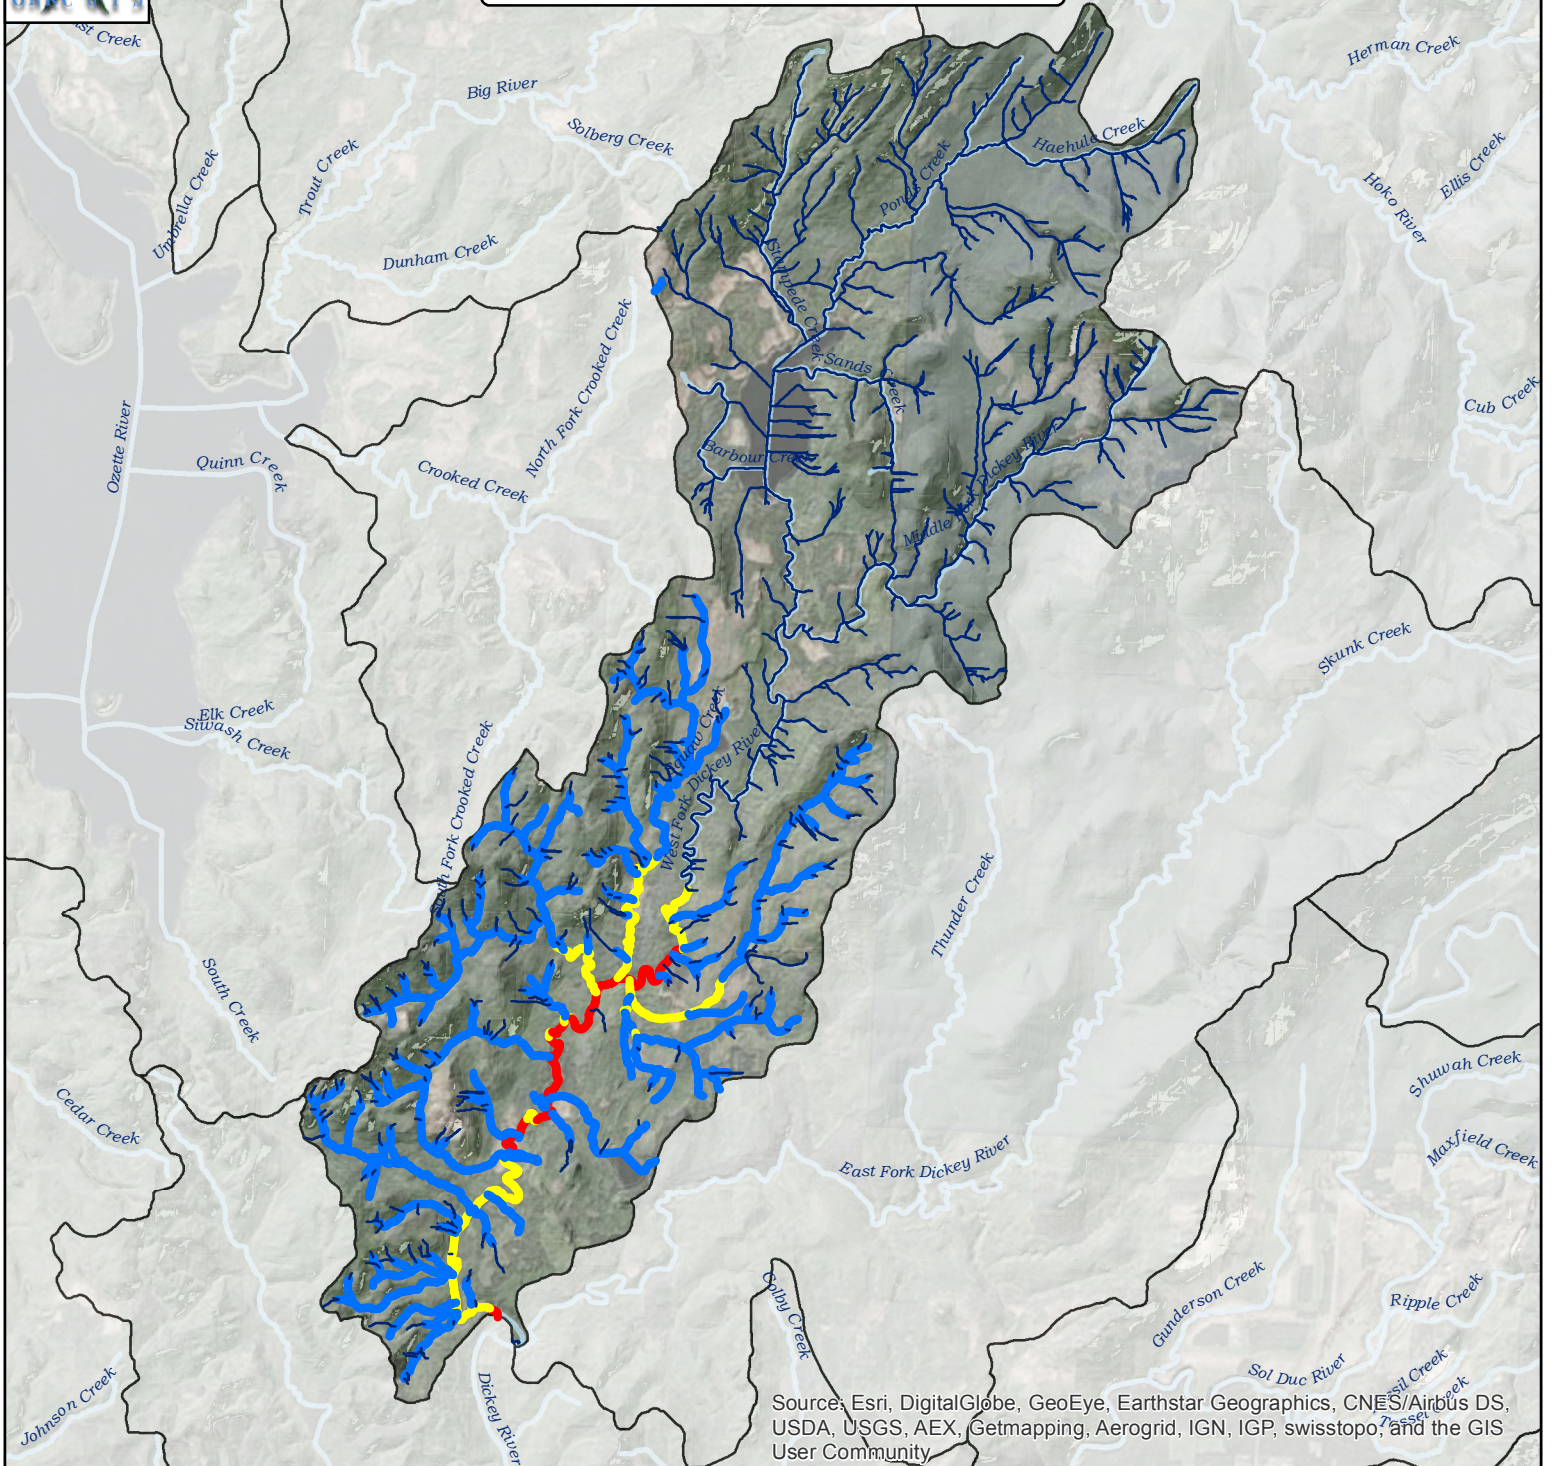 Creek
Herman Creek
Big River
Solberg Creek
Haehule Creek
Umbrella Creek
Trout Creek
Ellis Creek
Hoko River
Creek
Dunham Creek
Stampede Creek
North Fork Crooked Creek
Sands Creek
Cub Creek
Ozette River
Quinn Creek
Crooked Creek
Barbour Creek
Middle Fork Dickey River
Skunk Creek
Elk Creek
Siwash Creek
Squaw Creek
West Fork Dickey River
South Fork Crooked Creek
Thunder Creek
South Creek
Shuwah Creek
Cedar Creek
Maxfield Creek
East Fork Dickey River
Colby Creek
Gunderson Creek
Ripple Creek
Sol Duc River
Creek
Johnson Creek
Dickey River
Source: Esri, DigitalGlobe, GeoEye, Earthstar Geographics, CNES/Airbus DS,
USDA, USGS, AEX, Getmapping, Aerogrid, IGN, IGP, swisstopo, and the GIS
User Community